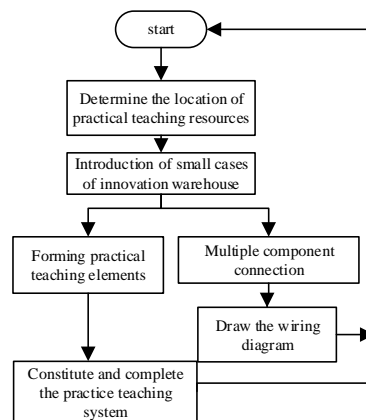 start
Determine the location of
practical teaching resources
Introduction of small cases
of innovation warehouse
Forming practical
teaching elements
Multiple component
connection
Draw the wiring
diagram
Constitute and complete
the practice teaching
system